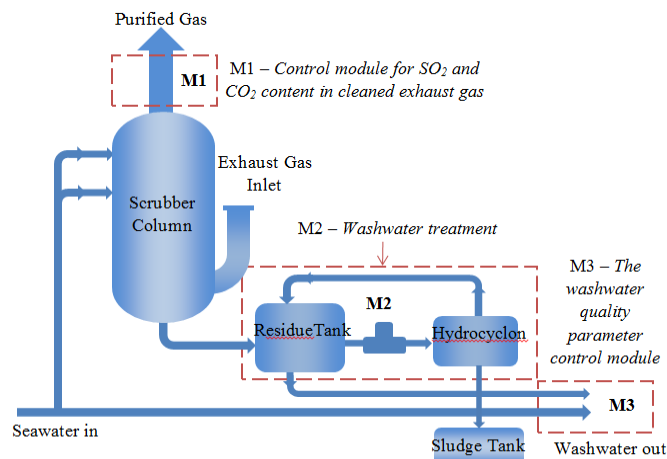 Purified Gas
M1
M1 – Control module for SO2 and
CO2 content in cleaned exhaust gas
Exhaust Gas
Inlet
Scrubber
Column
M2 – Washwater treatment
M3 – The
washwater
quality
parameter
control module
M2
ResidueTank
Hydrocyclon
M3
Seawater in
Sludge Tank
Washwater out